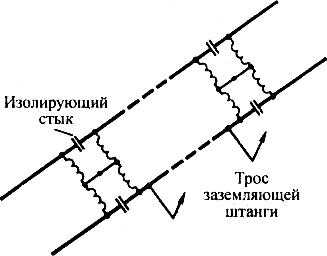 Изолирующий
стык
Трос
заземляющей
штанги